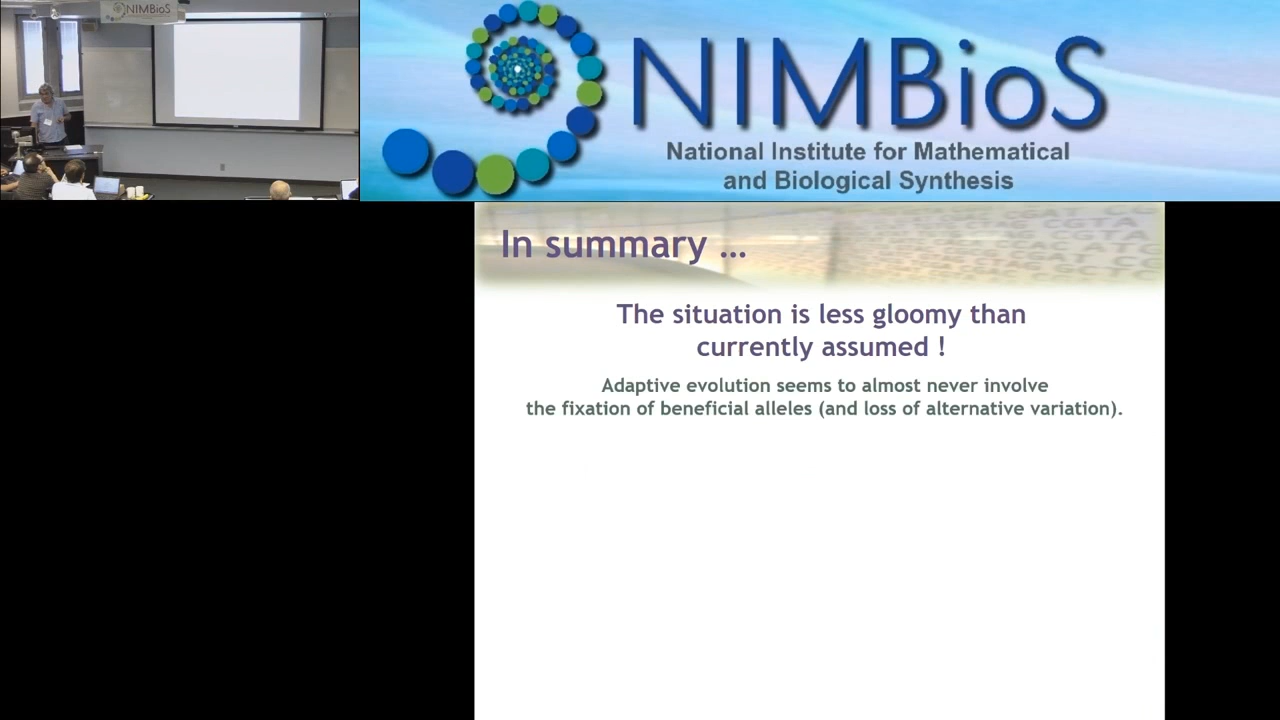 NIMBioS
NIMBioS
National Institute for Mathematical
and Biological Synthesis
In summary ...
The situation is less gloomy than
currently assumed !
Adaptive evolution seems to almost never involve
the fixation of beneficial alleles (and loss of alternative variation).